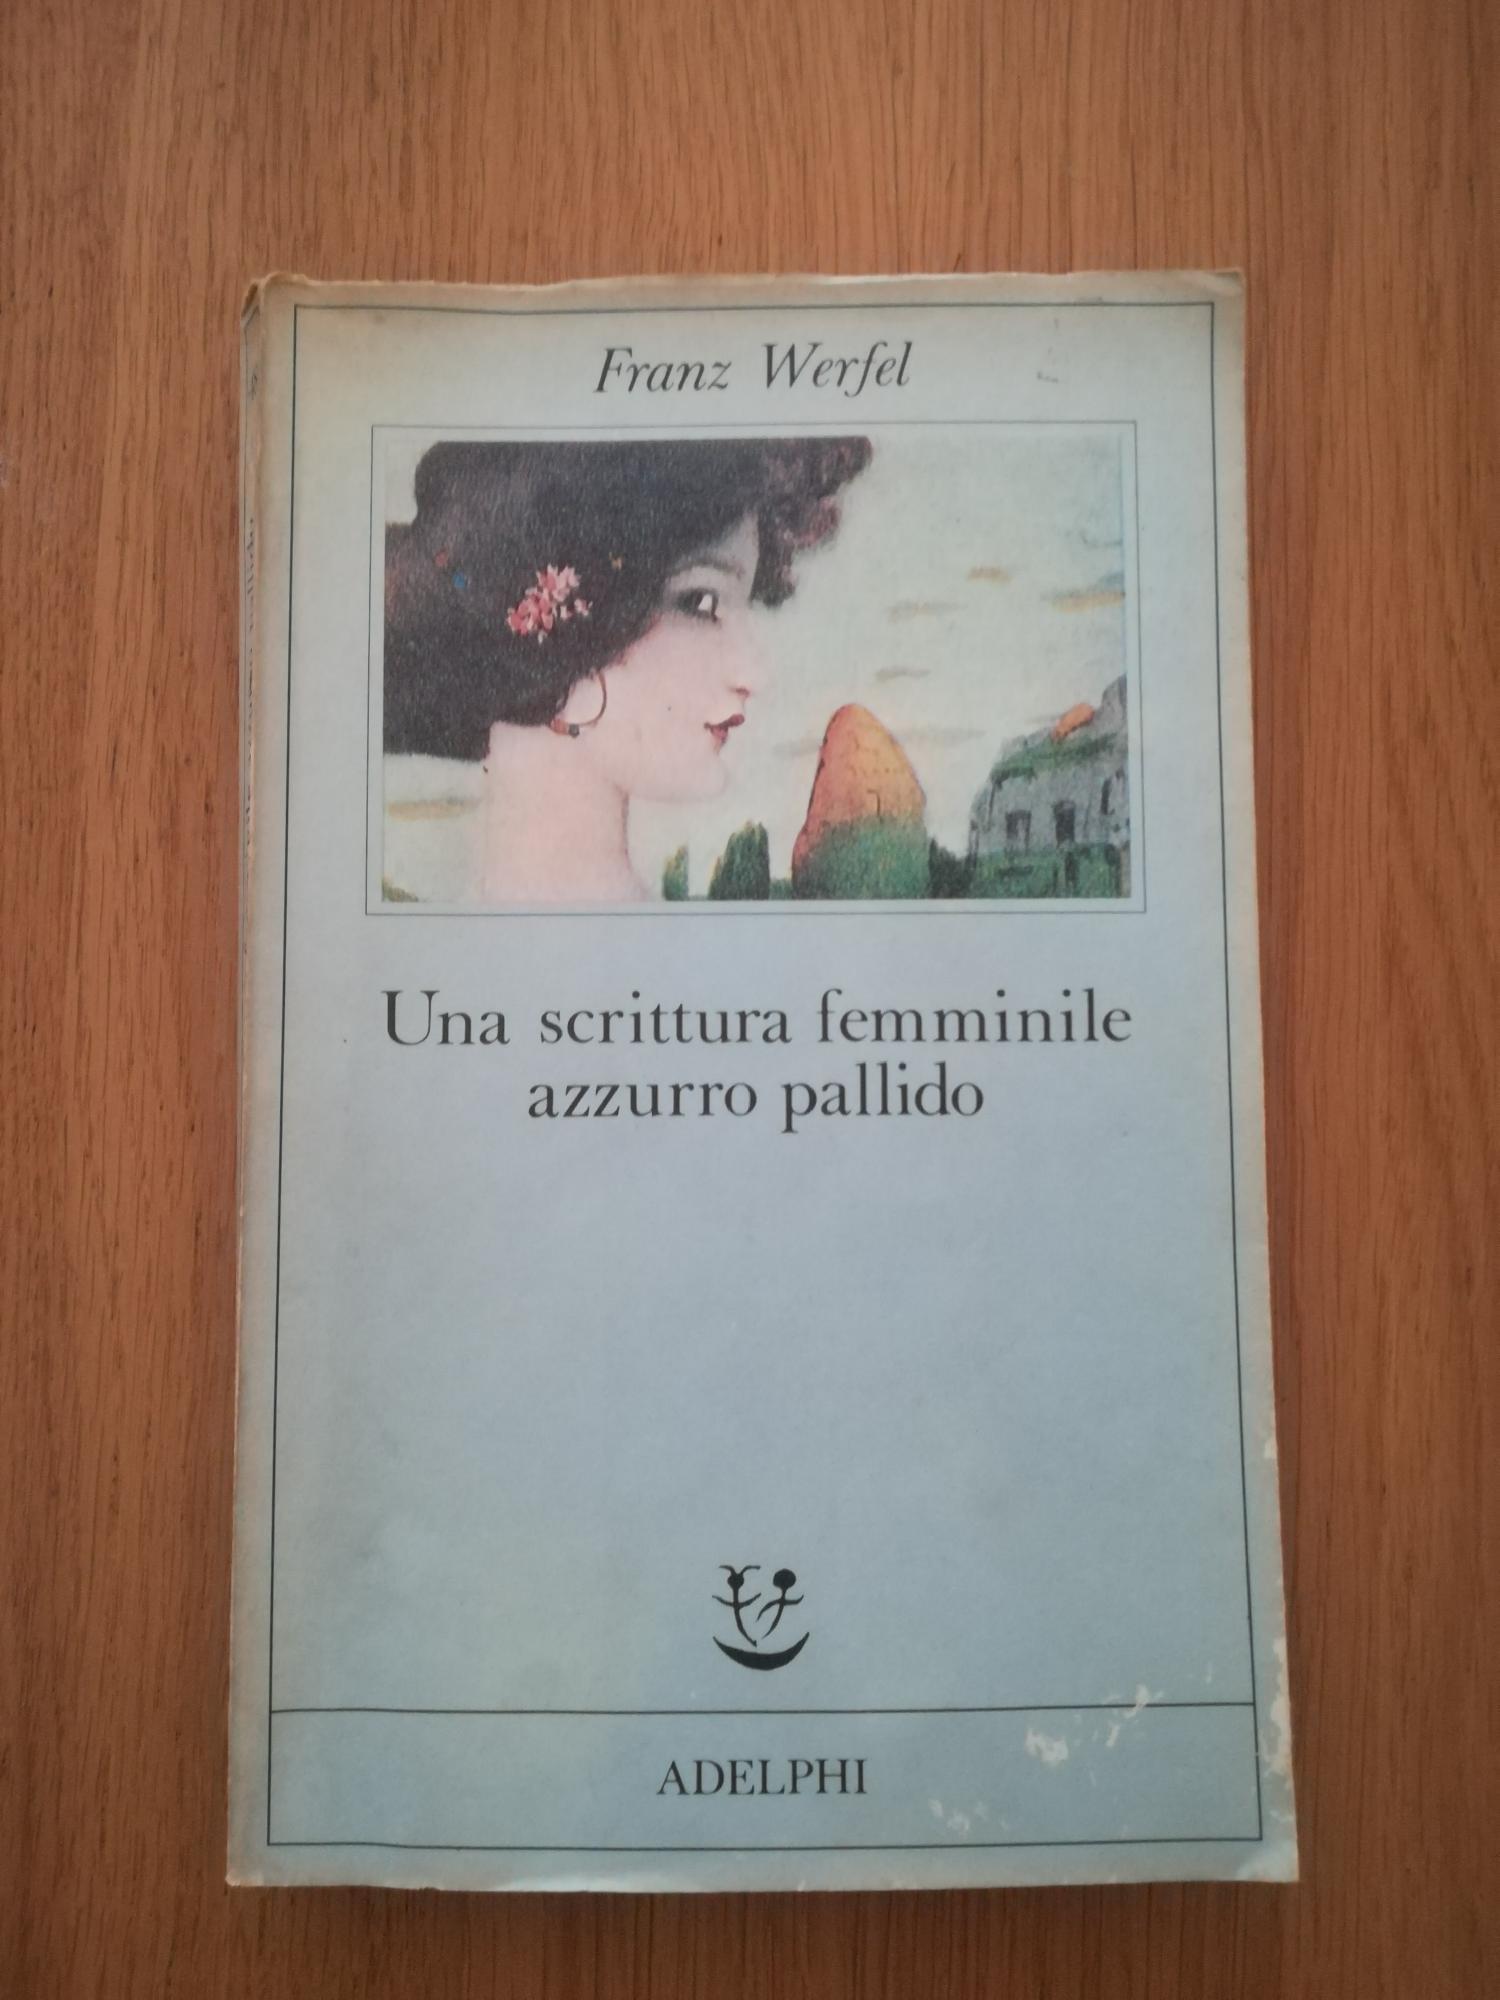 Franz Werfel
Una scrittura femminile
azzurro pallido
ADELPHI